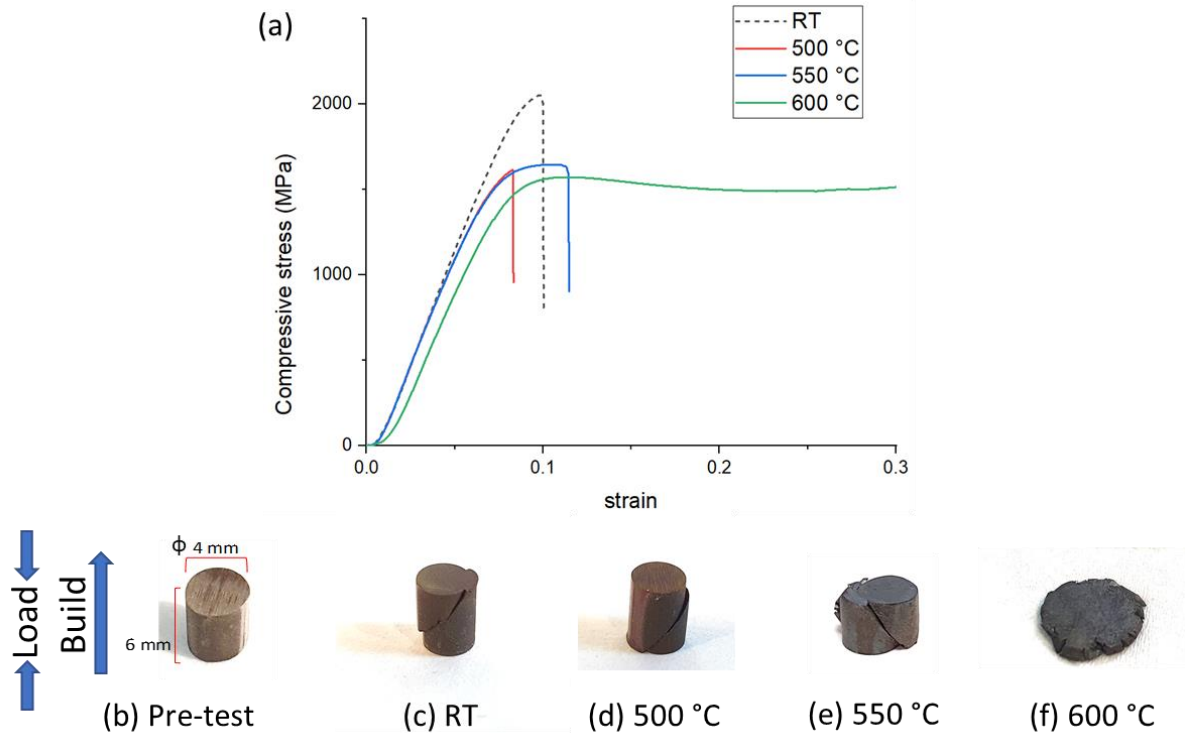 (a)
RT
500 °C
550 °C
600 °C
2000
1000
0
Compressive stress (MPa)
0.0
0.1
0.2
0.3
strain
Load
Build
ϕ 4 mm
6 mm
(b) Pre-test
(c) RT
(d) 500 °C
(e) 550 °C
(f) 600 °C